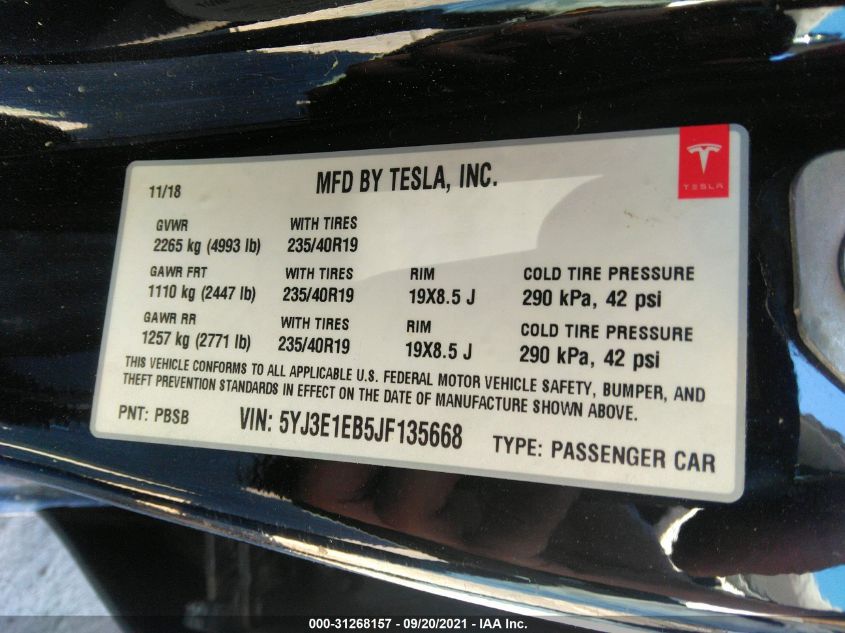 TESLA
11/18 MFD BY TESLA, INC.
GVWR WITH TIRES
2265 kg (4993 lb) 235/40R19
GAWR FRT WITH TIRES RIM COLD TIRE PRESSURE
1110 kg (2447 lb) 235/40R19 19X8.5 J 290 kPa, 42 psi
GAWR RR WITH TIRES RIM COLD TIRE PRESSURE
1257 kg (2771 lb) 235/40R19 19X8.5 J 290 kPa, 42 psi
THIS VEHICLE CONFORMS TO ALL APPLICABLE U.S. FEDERAL MOTOR VEHICLE SAFETY, BUMPER, AND
THEFT PREVENTION STANDARDS IN EFFECT ON THE DATE OF MANUFACTURE SHOWN ABOVE.
PNT: PBSB VIN: 5YJ3E1EB5JF135668 TYPE: PASSENGER CAR
000-31268157 - 09/20/2021 - IAA Inc.